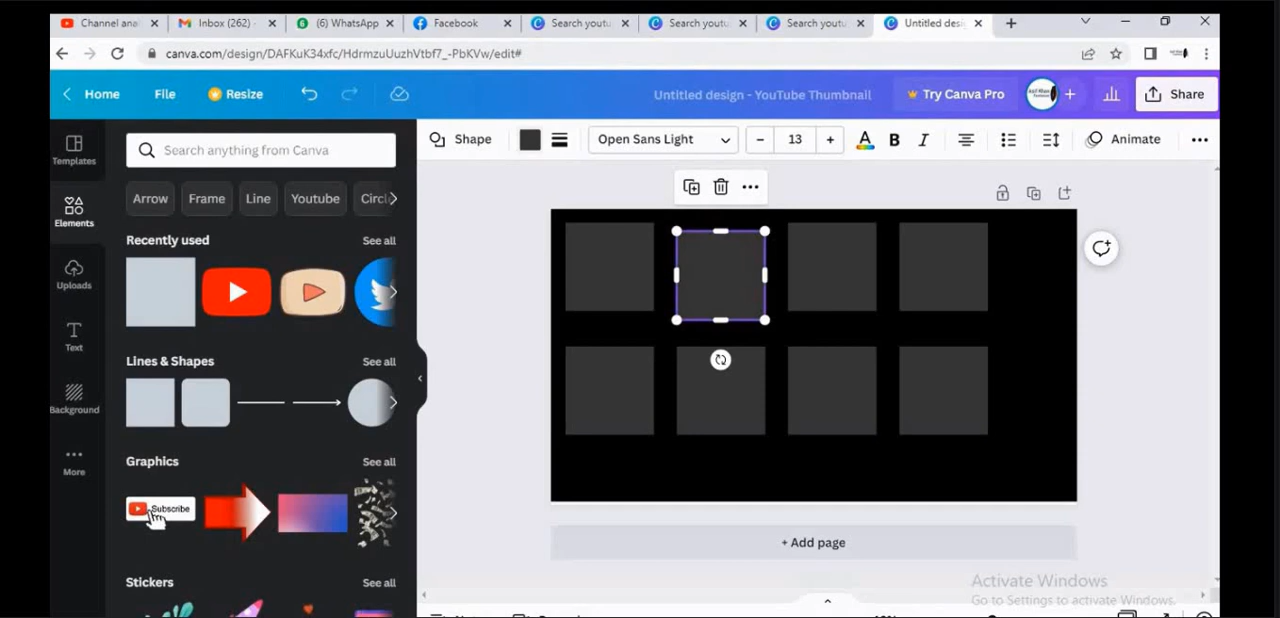 Channel anal
Inbox (262) -
(6) WhatsApp
Facebook
Search youtu
Search youtu
Search youtu
Untitled desi
canva.com/design/DAFKuK34xfc/HdrmzuUuzhVtbf7_-PbKVw/edit#
Home
File
Resize
Untitled design - YouTube Thumbnail
Try Canva Pro
Share
Templates
Elements
Uploads
Text
Background
More
Search anything from Canva
Arrow
Frame
Line
Youtube
Circl
Recently used
See all
Lines & Shapes
See all
Graphics
See all
Subscribe
Stickers
See all
Shape
Open Sans Light
13
A
B
I
Animate
+ Add page
Activate Windows
Go to Settings to activate Windows.